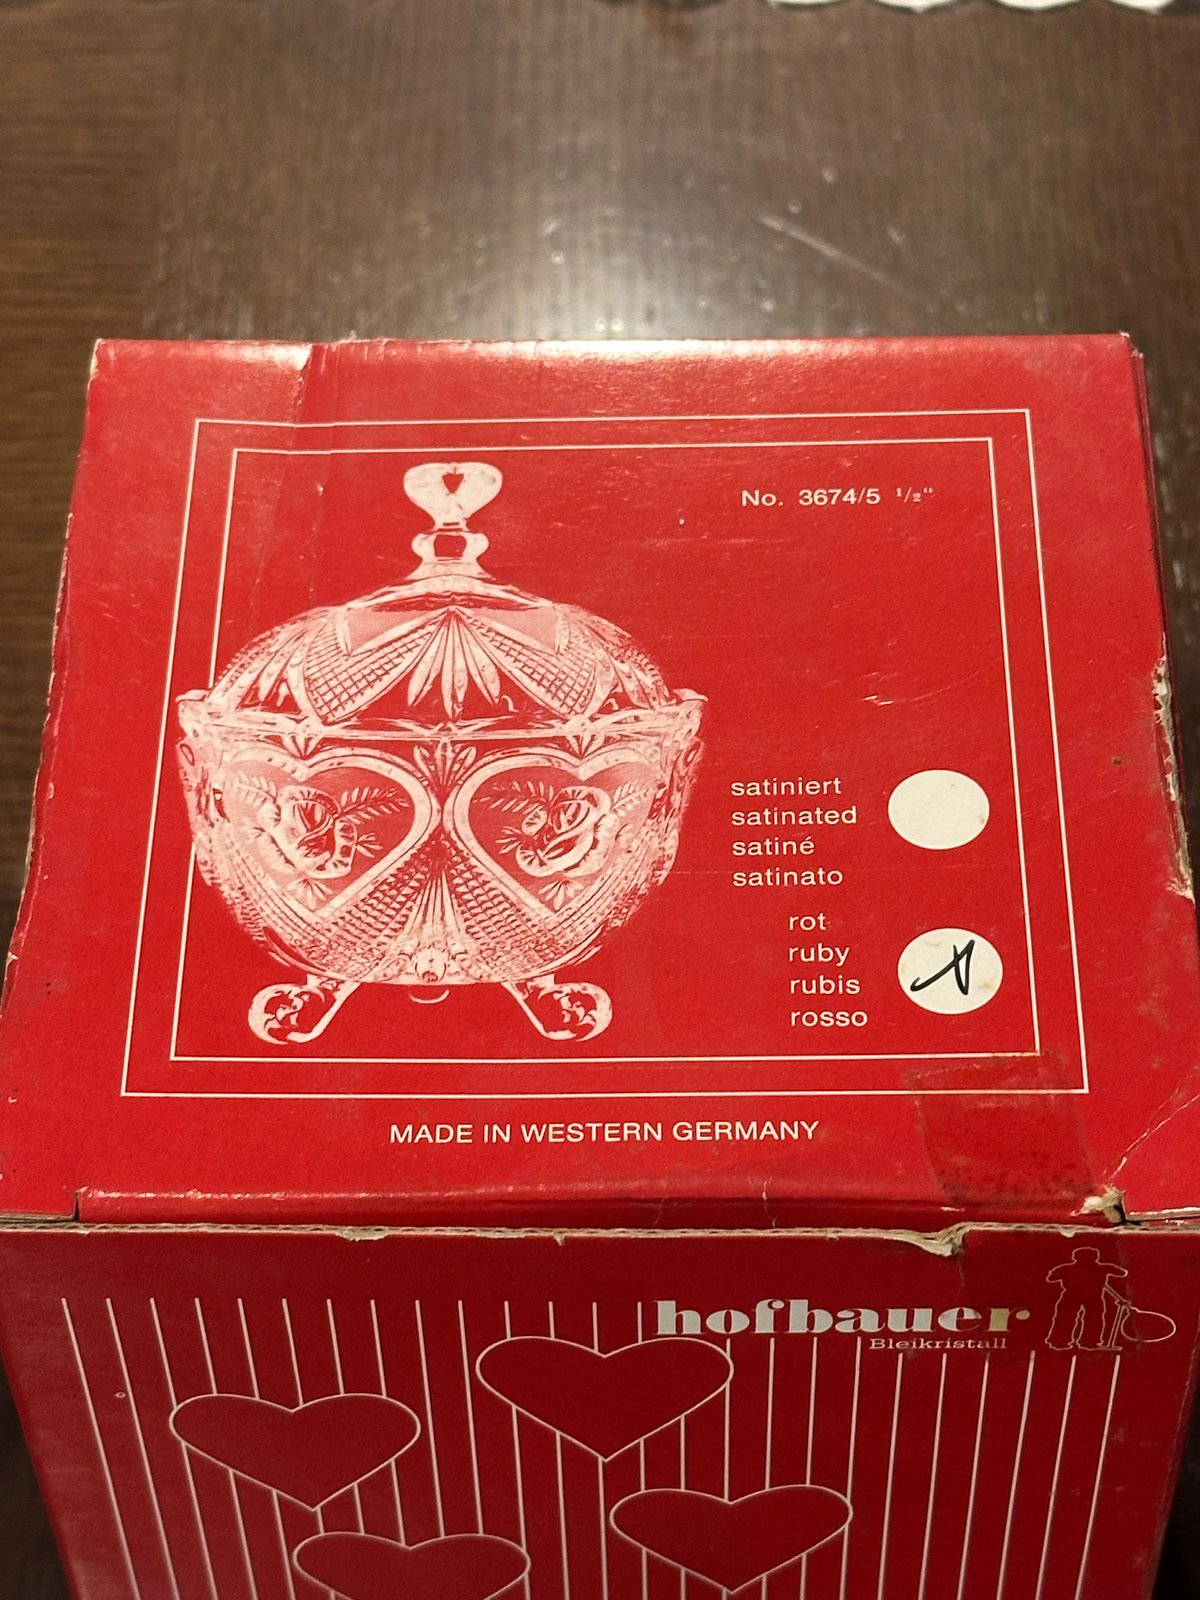 No. 3674/5 1/2"
satiniert
satinated
satiné
satinato
rot
ruby
rubis
rosso
MADE IN WESTERN GERMANY
hofbauer
Bleikristall